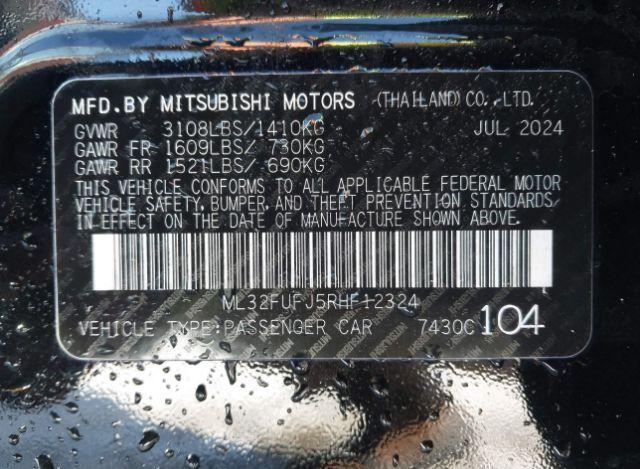 MFD.BY MITSUBISHI MOTORS (THAILAND)CO.,LTD.
GVWR 3108LBS/1410KG JUL 2024
GAWR FR 1609LBS/ 730KG
GAWR RR 1521LBS/ 690KG
THIS VEHICLE CONFORMS TO ALL APPLICABLE FEDERAL MOTOR
VEHICLE SAFETY, BUMPER, AND THEFT PREVENTION STANDARDS
IN EFFECT ON THE DATE OF MANUFACTURE SHOWN ABOVE.
ML32FUFJ5RHF12324
VEHICLE TYPE:PASSENGER CAR 7430C 104